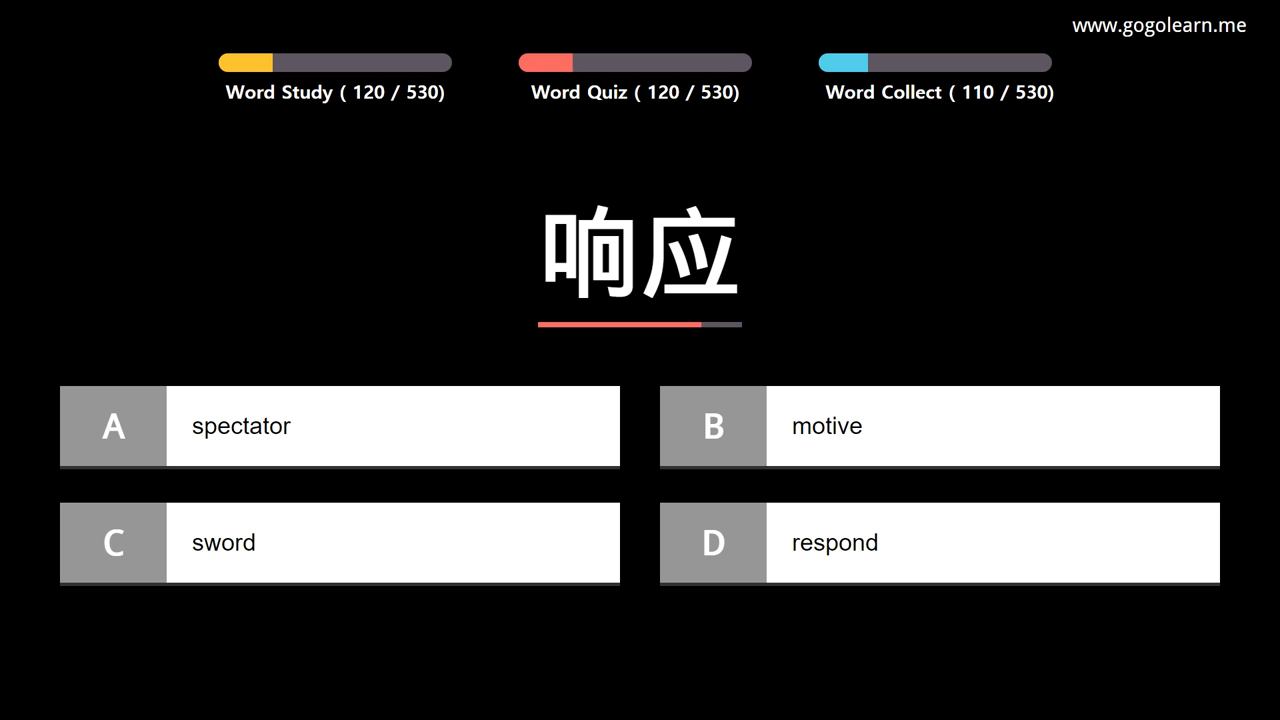 www.gogolearn.me
Word Study ( 120 / 530)
Word Quiz ( 120 / 530)
Word Collect ( 110 / 530)
响应
A spectator
B motive
C sword
D respond